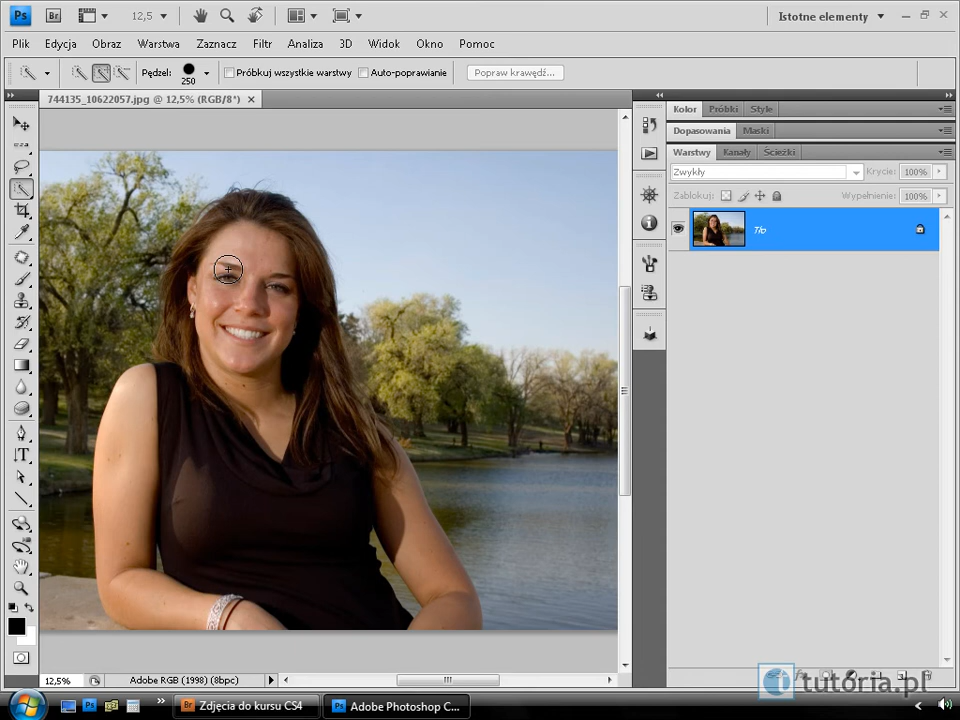 Ps Br 12,5 Istotne elementy
Plik Edycja Obraz Warstwa Zaznacz Filtr Analiza 3D Widok Okno Pomoc
Pędzel: 250 Próbkuj wszystkie warstwy Auto-poprawianie Popraw krawędź...
744135_10622057.jpg @ 12,5% (RGB/8*)
Kolor Próbki Style
Dopasowania Maski
Warstwy Kanały Ścieżki
Zwykły Krycie: 100%
Zablokuj: Wypełnienie: 100%
Tło
12,5% Adobe RGB (1998) (8bpc)
i tutoria.pl
Br Zdjęcia do kursu CS4 Ps Adobe Photoshop C...